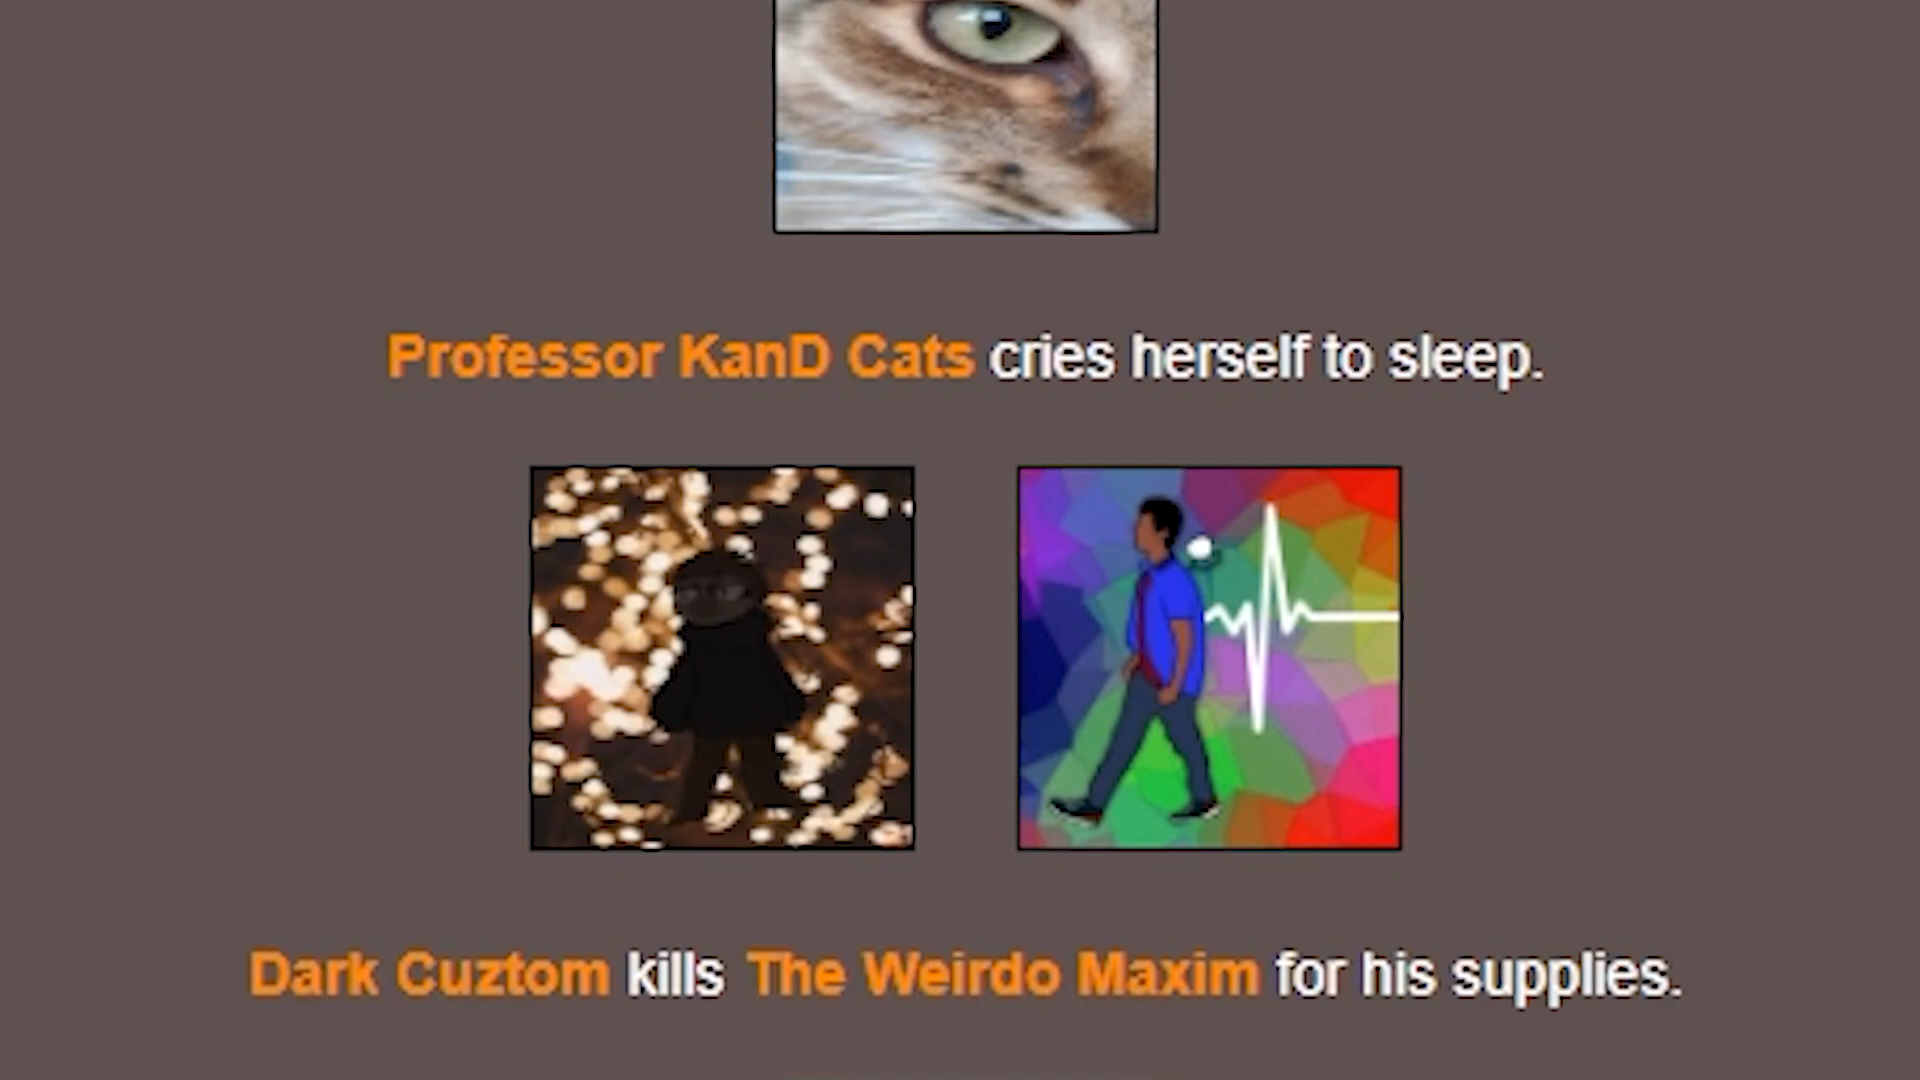 Professor KanD Cats cries herself to sleep.
Dark Cuztom kills The Weirdo Maxim for his supplies.